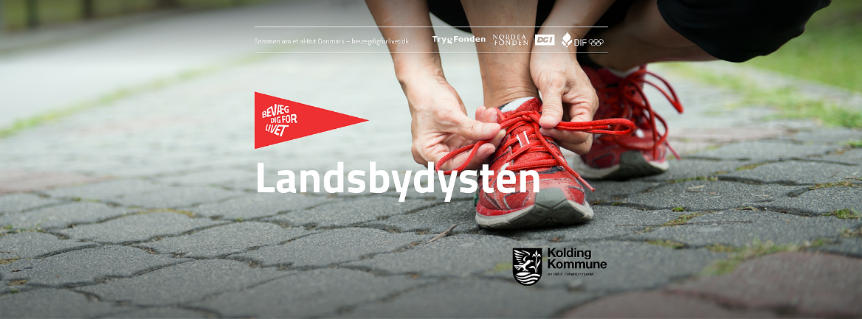 Sammen om et aktivt Danmark – bevaegdigforlivet.dk
TrygFonden
NORDEA
FONDEN
DGI
DIF
BEVÆG
DIG FOR
LIVET
Landsbydysten
Kolding
Kommune